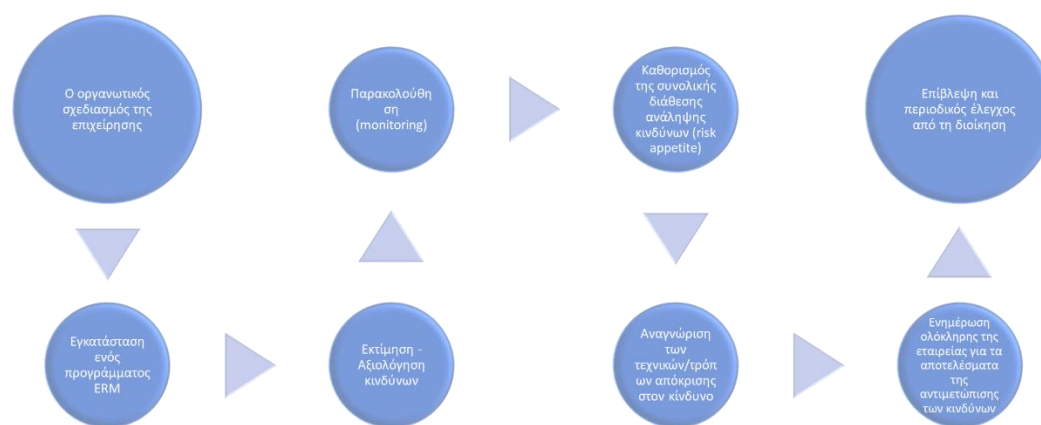 Ο οργανωτικός
σχεδιασμός της
επιχείρησης
Εγκατάσταση
ενός
προγράμματος
ERM
Εκτίμηση -
Αξιολόγηση
κινδύνων
Παρακολούθη
ση
(monitoring)
Καθορισμός
της συνολικής
διάθεσης
ανάληψης
κινδύνων (risk
appetite)
Αναγνώριση
των
τεχνικών/τρόπ
ων απόκρισης
στον κίνδυνο
Ενημέρωση
ολόκληρης της
εταιρείας για τα
αποτελέσματα
της
αντιμετώπισης
των κινδύνων
Επίβλεψη και
περιοδικός έλεγχος
από τη διοίκηση